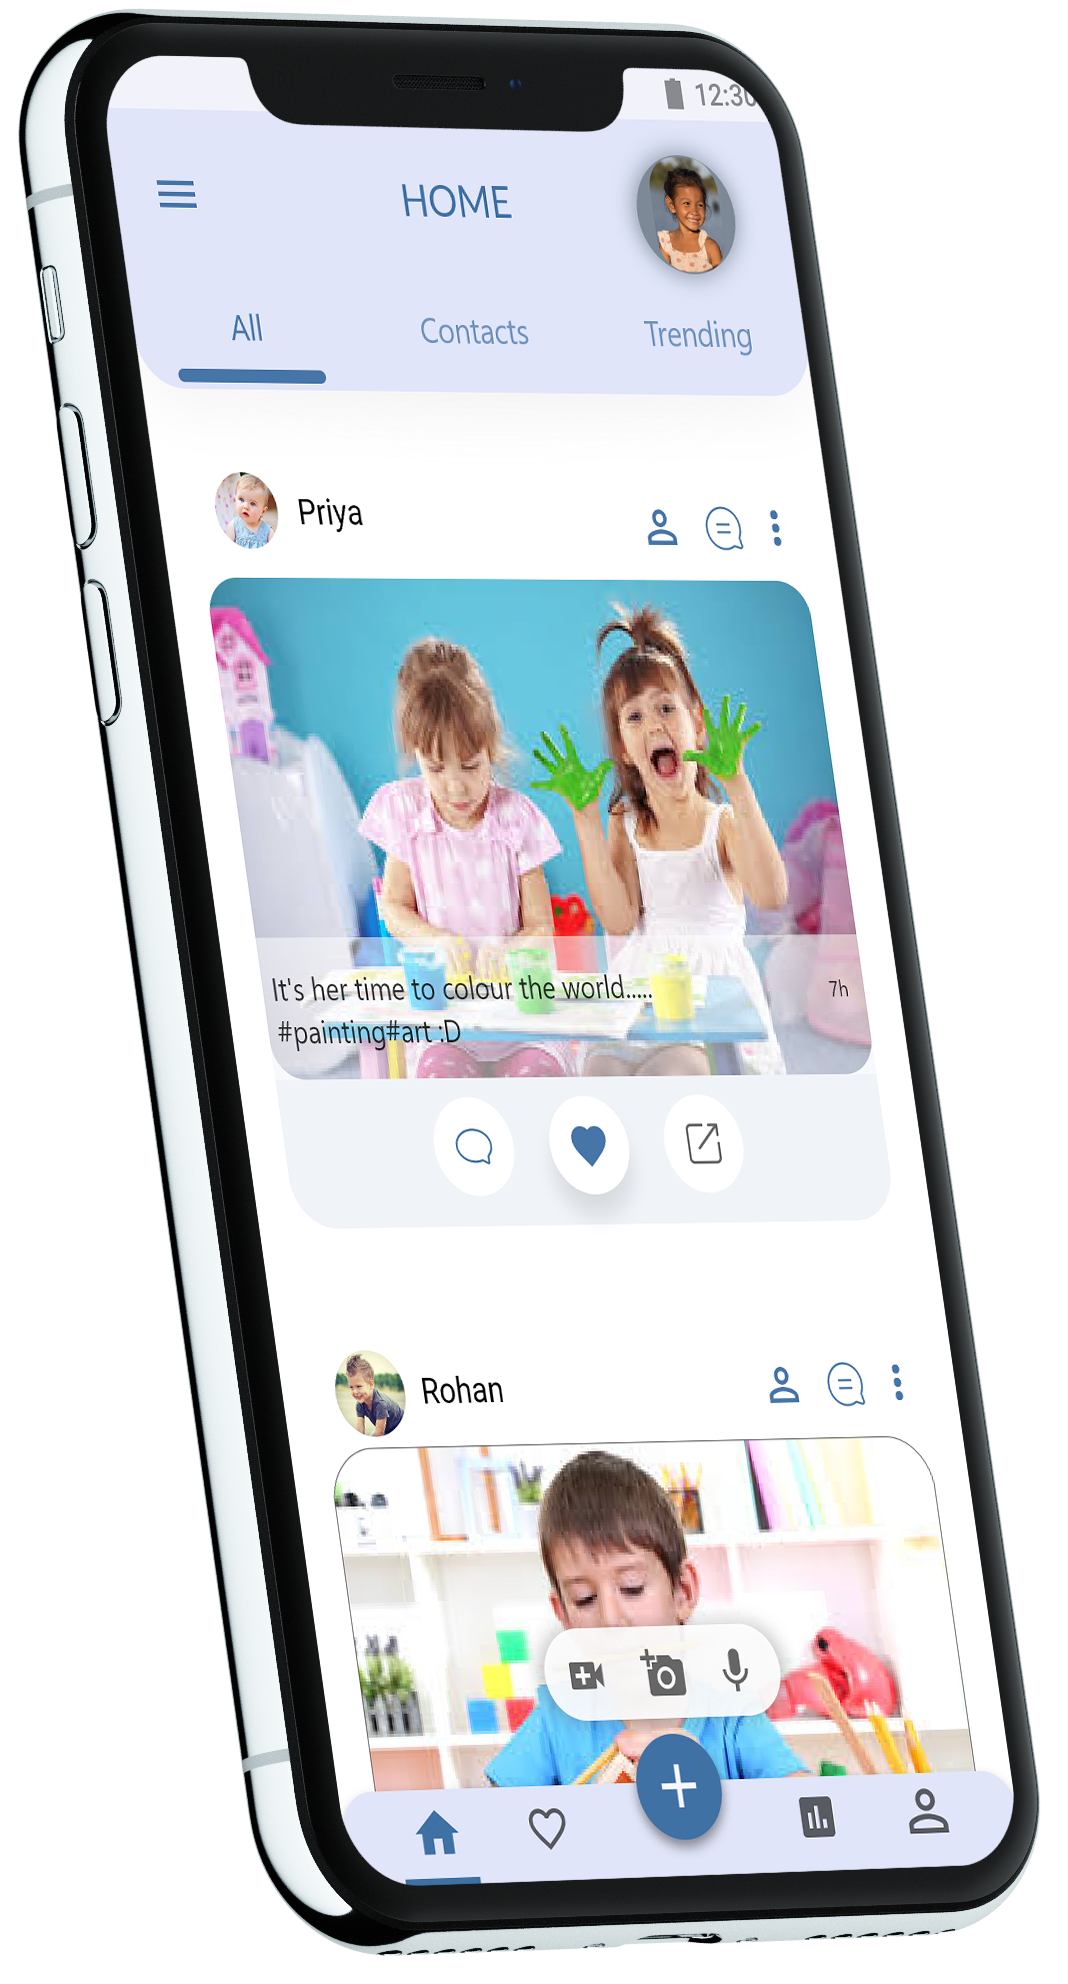 12:30
HOME
All Contacts Trending
Priya
It's her time to colour the world.....
7h
#painting#art :D
Rohan